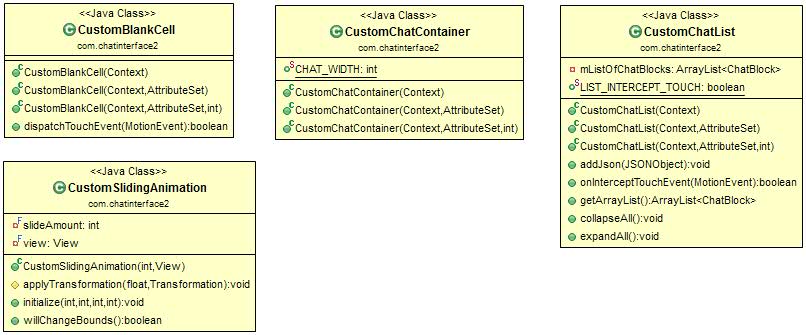 <<Java Class>>
CustomBlankCell
com.chatinterface2
CustomBlankCell(Context)
CustomBlankCell(Context,AttributeSet)
CustomBlankCell(Context,AttributeSet,int)
dispatchTouchEvent(MotionEvent):boolean
<<Java Class>>
CustomChatContainer
com.chatinterface2
CHAT_WIDTH: int
CustomChatContainer(Context)
CustomChatContainer(Context,AttributeSet)
CustomChatContainer(Context,AttributeSet,int)
<<Java Class>>
CustomChatList
com.chatinterface2
mListOfChatBlocks: ArrayList<ChatBlock>
LIST_INTERCEPT_TOUCH: boolean
CustomChatList(Context)
CustomChatList(Context,AttributeSet)
CustomChatList(Context,AttributeSet,int)
addJson(JSONObject):void
onInterceptTouchEvent(MotionEvent):boolean
getArrayList():ArrayList<ChatBlock>
collapseAll():void
expandAll():void
<<Java Class>>
CustomSlidingAnimation
com.chatinterface2
slideAmount: int
view: View
CustomSlidingAnimation(int,View)
applyTransformation(float,Transformation):void
initialize(int,int,int,int):void
willChangeBounds():boolean